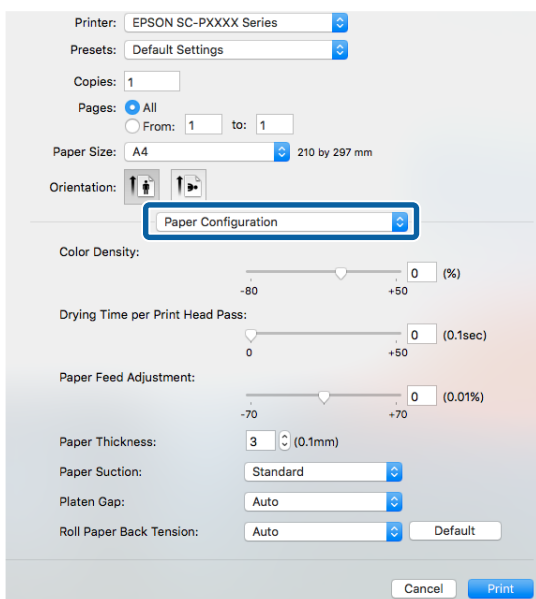 Printer: EPSON SC-PXXXX Series
Presets: Default Settings
Copies: 1
Pages: All
From: 1 to: 1
Paper Size: A4 210 by 297 mm
Orientation:
Paper Configuration
Color Density:
0 (%)
-80 +50
Drying Time per Print Head Pass:
0 (0.1sec)
0 +50
Paper Feed Adjustment:
0 (0.01%)
-70 +70
Paper Thickness: 3 (0.1mm)
Paper Suction: Standard
Platen Gap: Auto
Roll Paper Back Tension: Auto Default
Cancel Print